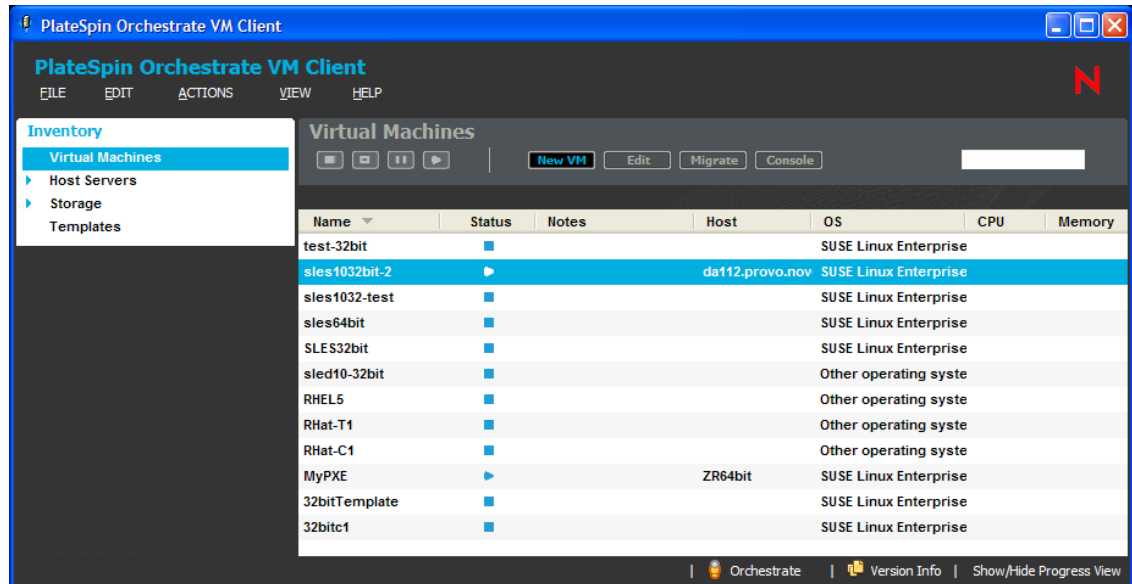 PlateSpin Orchestrate VM Client
PlateSpin Orchestrate VM Client
FILE EDIT ACTIONS VIEW HELP
N
Inventory
Virtual Machines
Host Servers
Storage
Templates
Virtual Machines
New VM Edit Migrate Console
Name Status Notes Host OS CPU Memory
test-32bit SUSE Linux Enterprise
sles1032bit-2 da112.provo.nov SUSE Linux Enterprise
sles1032-test SUSE Linux Enterprise
sles64bit SUSE Linux Enterprise
SLES32bit SUSE Linux Enterprise
sled10-32bit Other operating syste
RHEL5 Other operating syste
RHat-T1 Other operating syste
RHat-C1 Other operating syste
MyPXE ZR64bit SUSE Linux Enterprise
32bitTemplate SUSE Linux Enterprise
32bitc1 SUSE Linux Enterprise
| Orchestrate | Version Info | Show/Hide Progress View